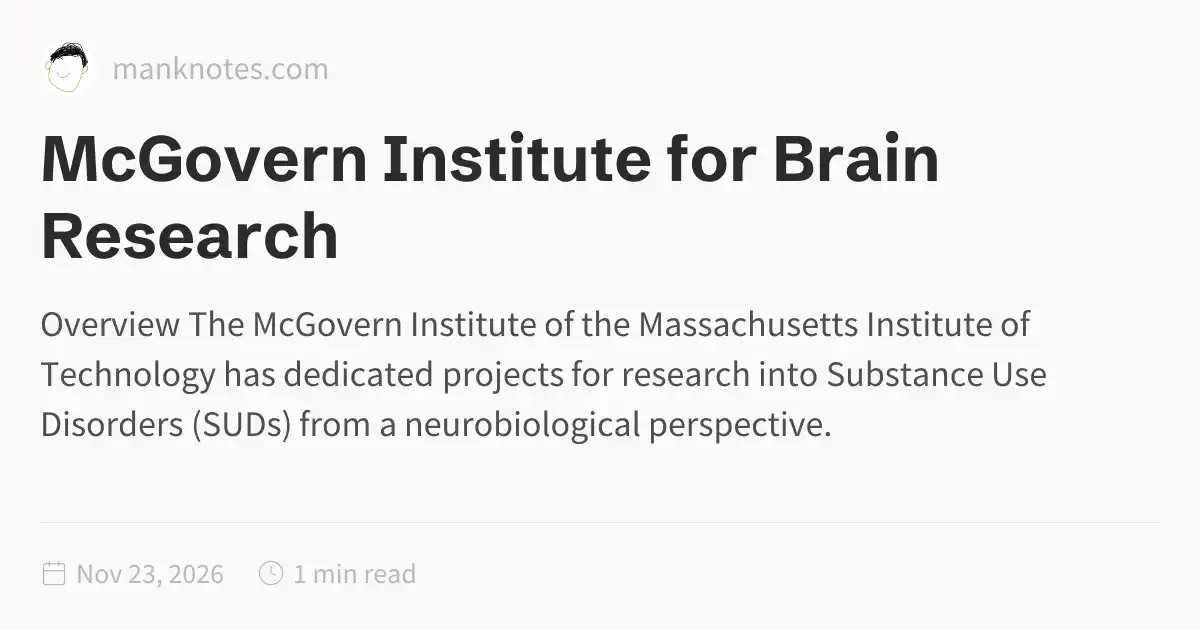 manknotes.com
McGovern Institute for Brain
Research
Overview The McGovern Institute of the Massachusetts Institute of
Technology has dedicated projects for research into Substance Use
Disorders (SUDs) from a neurobiological perspective.
Nov 23, 2026 1 min read